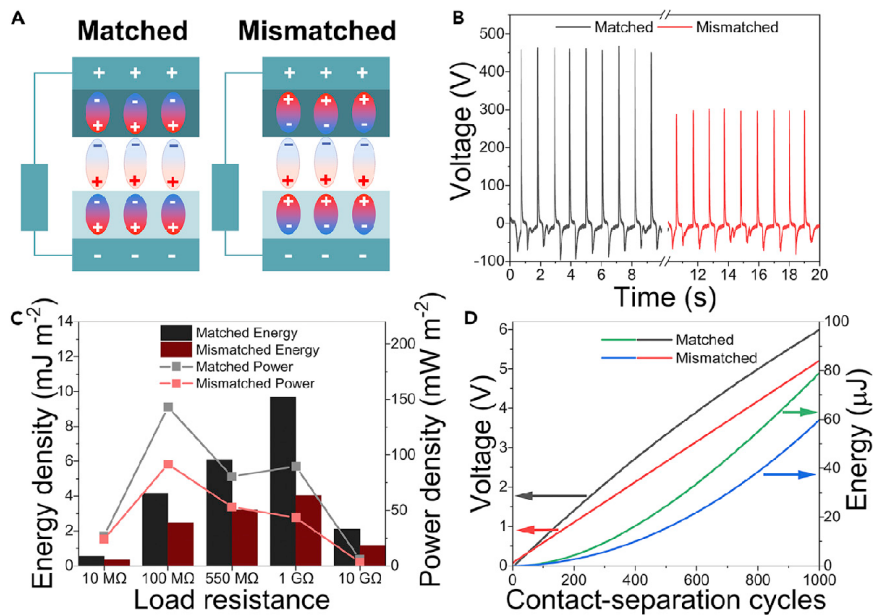 A
Matched
Mismatched
+ + +
- - -
+ + +
- - -
+ + +
- - -
+ + +
- - -
+ + +
+ + +
- - -
- - -
+ + +
+ + +
- - -
- - -
B
Matched
Mismatched
Voltage (V)
500
400
300
200
100
0
-100
0 2 4 6 8 12 14 16 18 20
Time (s)
C
Matched Energy
Mismatched Energy
Matched Power
Mismatched Power
Energy density (mJ m-2)
14
12
10
8
6
4
2
0
Power density (mW m-2)
200
150
100
50
0
10 MΩ 100 MΩ 550 MΩ 1 GΩ 10 GΩ
Load resistance
D
Matched
Mismatched
Voltage (V)
6
5
4
3
2
1
0
Energy (μJ)
100
80
60
40
20
0
0 200 400 600 800 1000
Contact-separation cycles